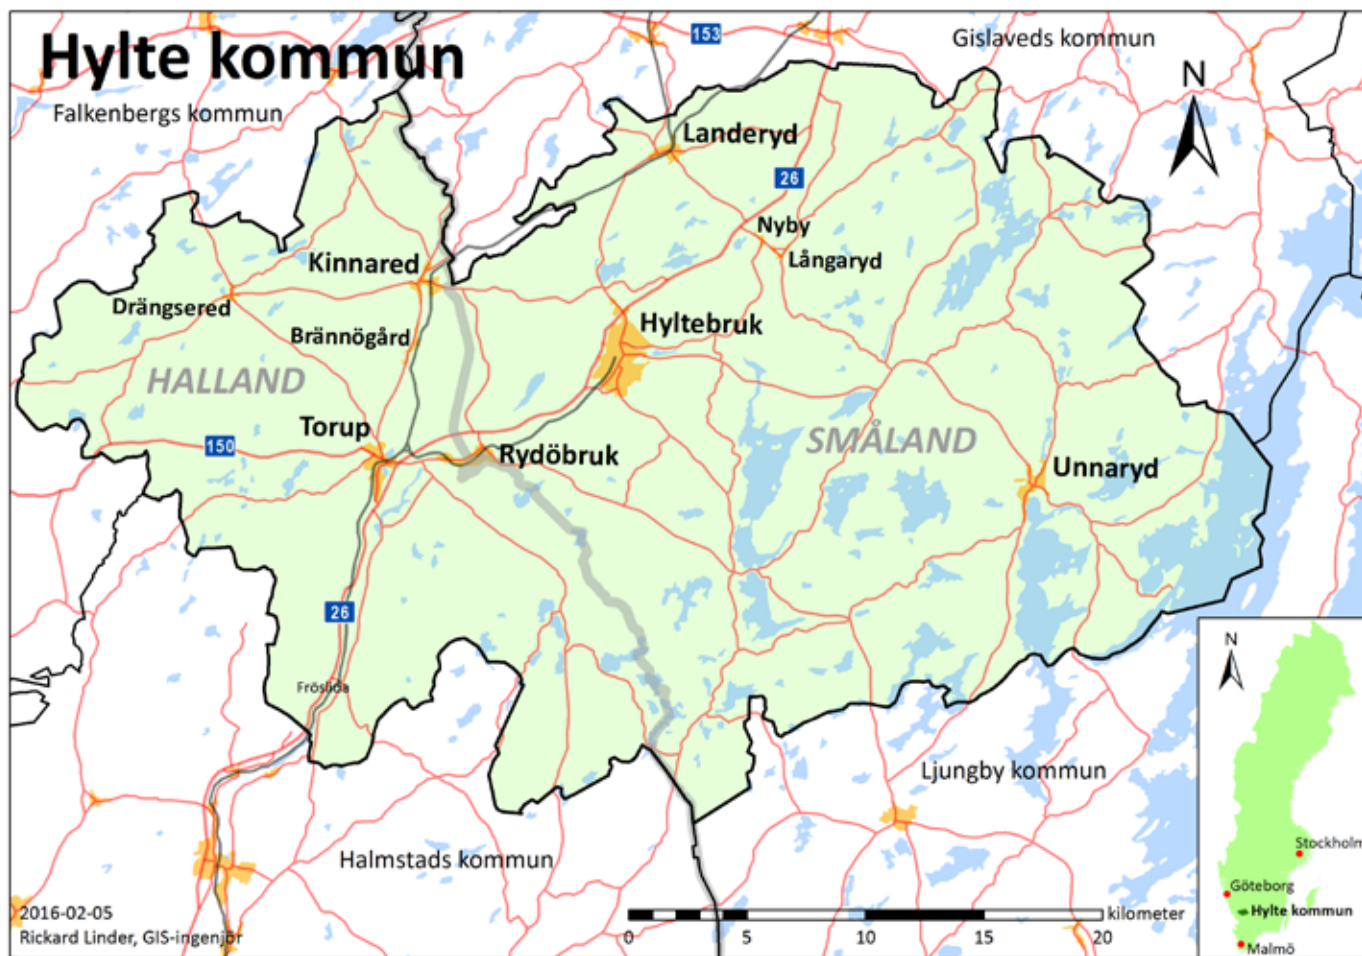 Hylte kommun
153
Gislaveds kommun
N
Falkenbergs kommun
Landeryd
26
Nyby
Långaryd
Kinnared
Drängsered
Brännögård
Hyltebruk
HALLAND
Torup
150
Rydöbruk
SMÅLAND
Unnaryd
26
Fröslida
N
Ljungby kommun
Halmstads kommun
Stockholm
Göteborg
Hylte kommun
Malmö
2016-02-05
Rickard Linder, GIS-ingenjör
kilometer
0 5 10 15 20